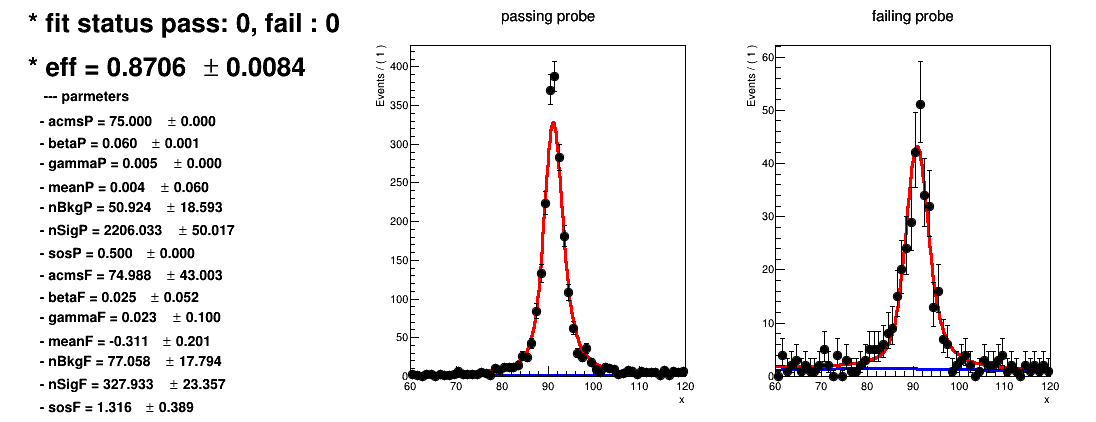 * fit status pass: 0, fail : 0
* eff = 0.8706 ± 0.0084
--- parmeters
- acmsP = 75.000 ± 0.000
- betaP = 0.060 ± 0.001
- gammaP = 0.005 ± 0.000
- meanP = 0.004 ± 0.060
- nBkgP = 50.924 ± 18.593
- nSigP = 2206.033 ± 50.017
- sosP = 0.500 ± 0.000
- acmsF = 74.988 ± 43.003
- betaF = 0.025 ± 0.052
- gammaF = 0.023 ± 0.100
- meanF = -0.311 ± 0.201
- nBkgF = 77.058 ± 17.794
- nSigF = 327.933 ± 23.357
- sosF = 1.316 ± 0.389
passing probe
Events / ( 1 )
400
350
300
250
200
150
100
50
0
60 70 80 90 100 110 120
x
failing probe
Events / ( 1 )
60
50
40
30
20
10
0
60 70 80 90 100 110 120
x